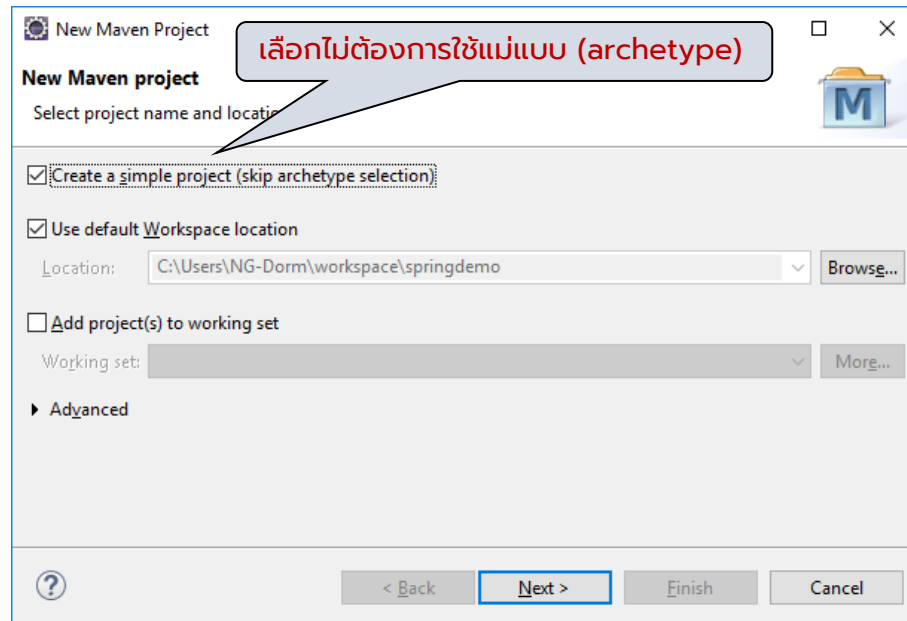 New Maven Project
เลือกไม่ต้องการใช้แม่แบบ (archetype)
New Maven project
Select project name and locatio
Create a simple project (skip archetype selection)
Use default Workspace location
Location: C:\Users\NG-Dorm\workspace\springdemo Browse...
Add project(s) to working set
Working set: More...
Advanced
< Back Next > Finish Cancel